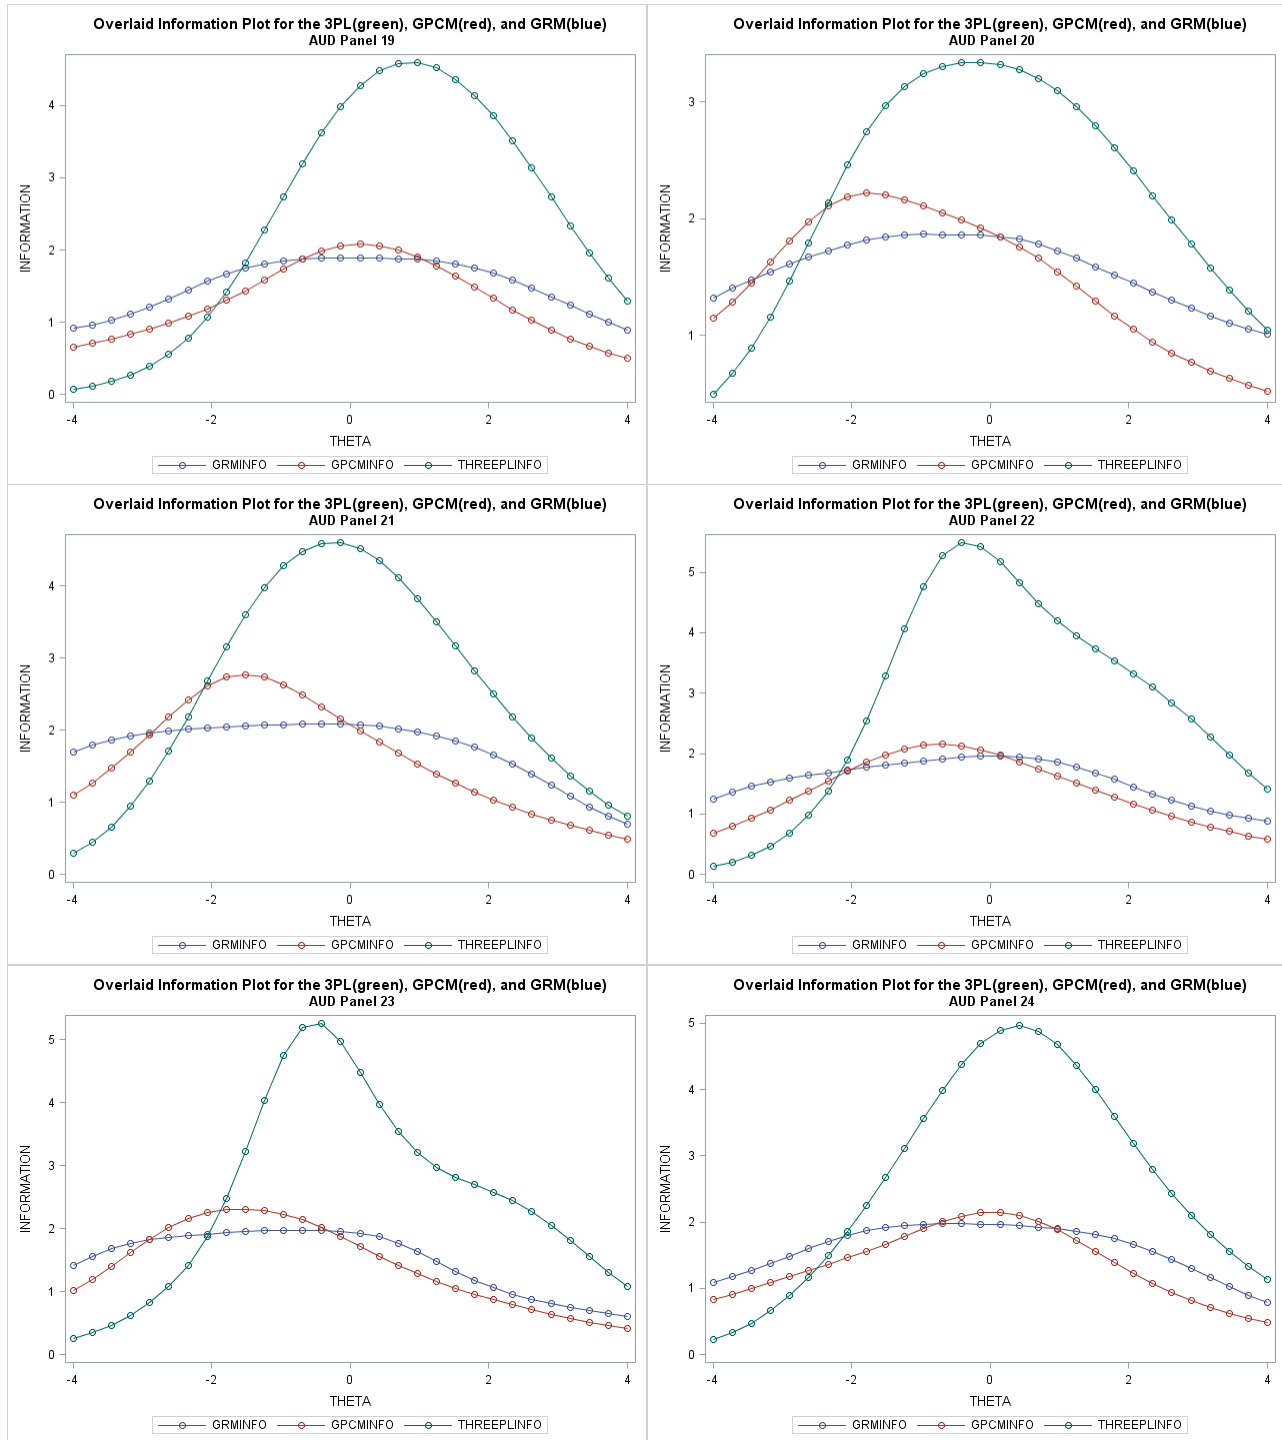 Overlaid Information Plot for the 3PL(green), GPCM(red), and GRM(blue)
AUD Panel 19
INFORMATION
4
3
2
1
0
-4 -2 0 2 4
THETA
GRMINFO GPCMINFO THREEPLINFO
Overlaid Information Plot for the 3PL(green), GPCM(red), and GRM(blue)
AUD Panel 20
INFORMATION
3
2
1
-4 -2 0 2 4
THETA
GRMINFO GPCMINFO THREEPLINFO
Overlaid Information Plot for the 3PL(green), GPCM(red), and GRM(blue)
AUD Panel 21
INFORMATION
4
3
2
1
0
-4 -2 0 2 4
THETA
GRMINFO GPCMINFO THREEPLINFO
Overlaid Information Plot for the 3PL(green), GPCM(red), and GRM(blue)
AUD Panel 22
INFORMATION
5
4
3
2
1
0
-4 -2 0 2 4
THETA
GRMINFO GPCMINFO THREEPLINFO
Overlaid Information Plot for the 3PL(green), GPCM(red), and GRM(blue)
AUD Panel 23
INFORMATION
5
4
3
2
1
0
-4 -2 0 2 4
THETA
GRMINFO GPCMINFO THREEPLINFO
Overlaid Information Plot for the 3PL(green), GPCM(red), and GRM(blue)
AUD Panel 24
INFORMATION
5
4
3
2
1
0
-4 -2 0 2 4
THETA
GRMINFO GPCMINFO THREEPLINFO